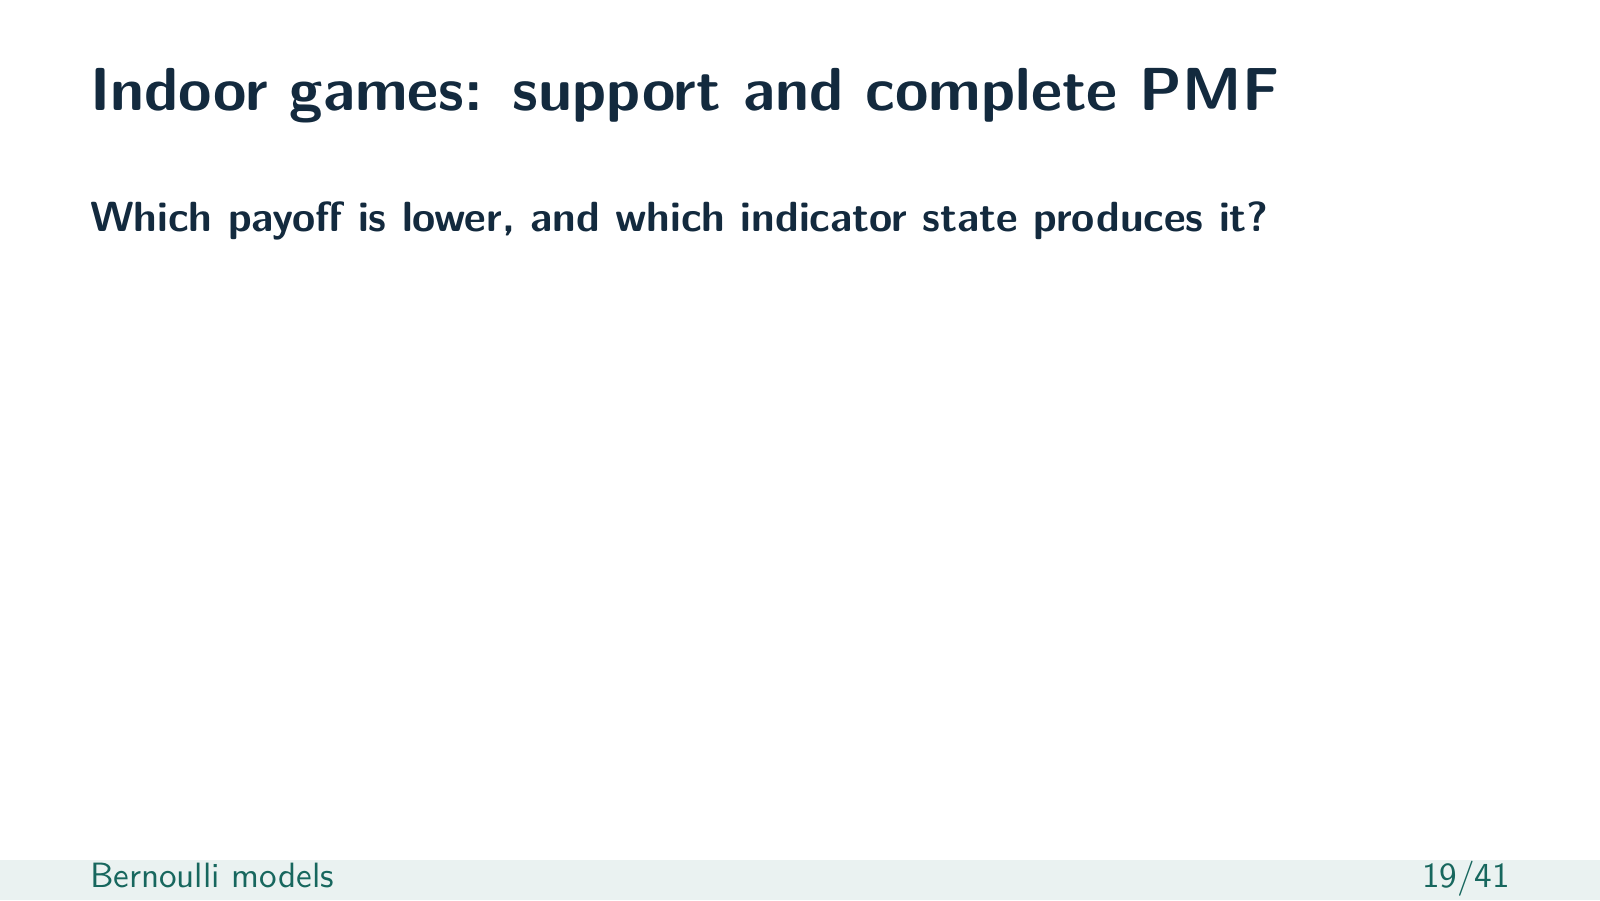 Indoor games: support and complete PMF
Which payoff is lower, and which indicator state produces it?
Bernoulli models
19/41